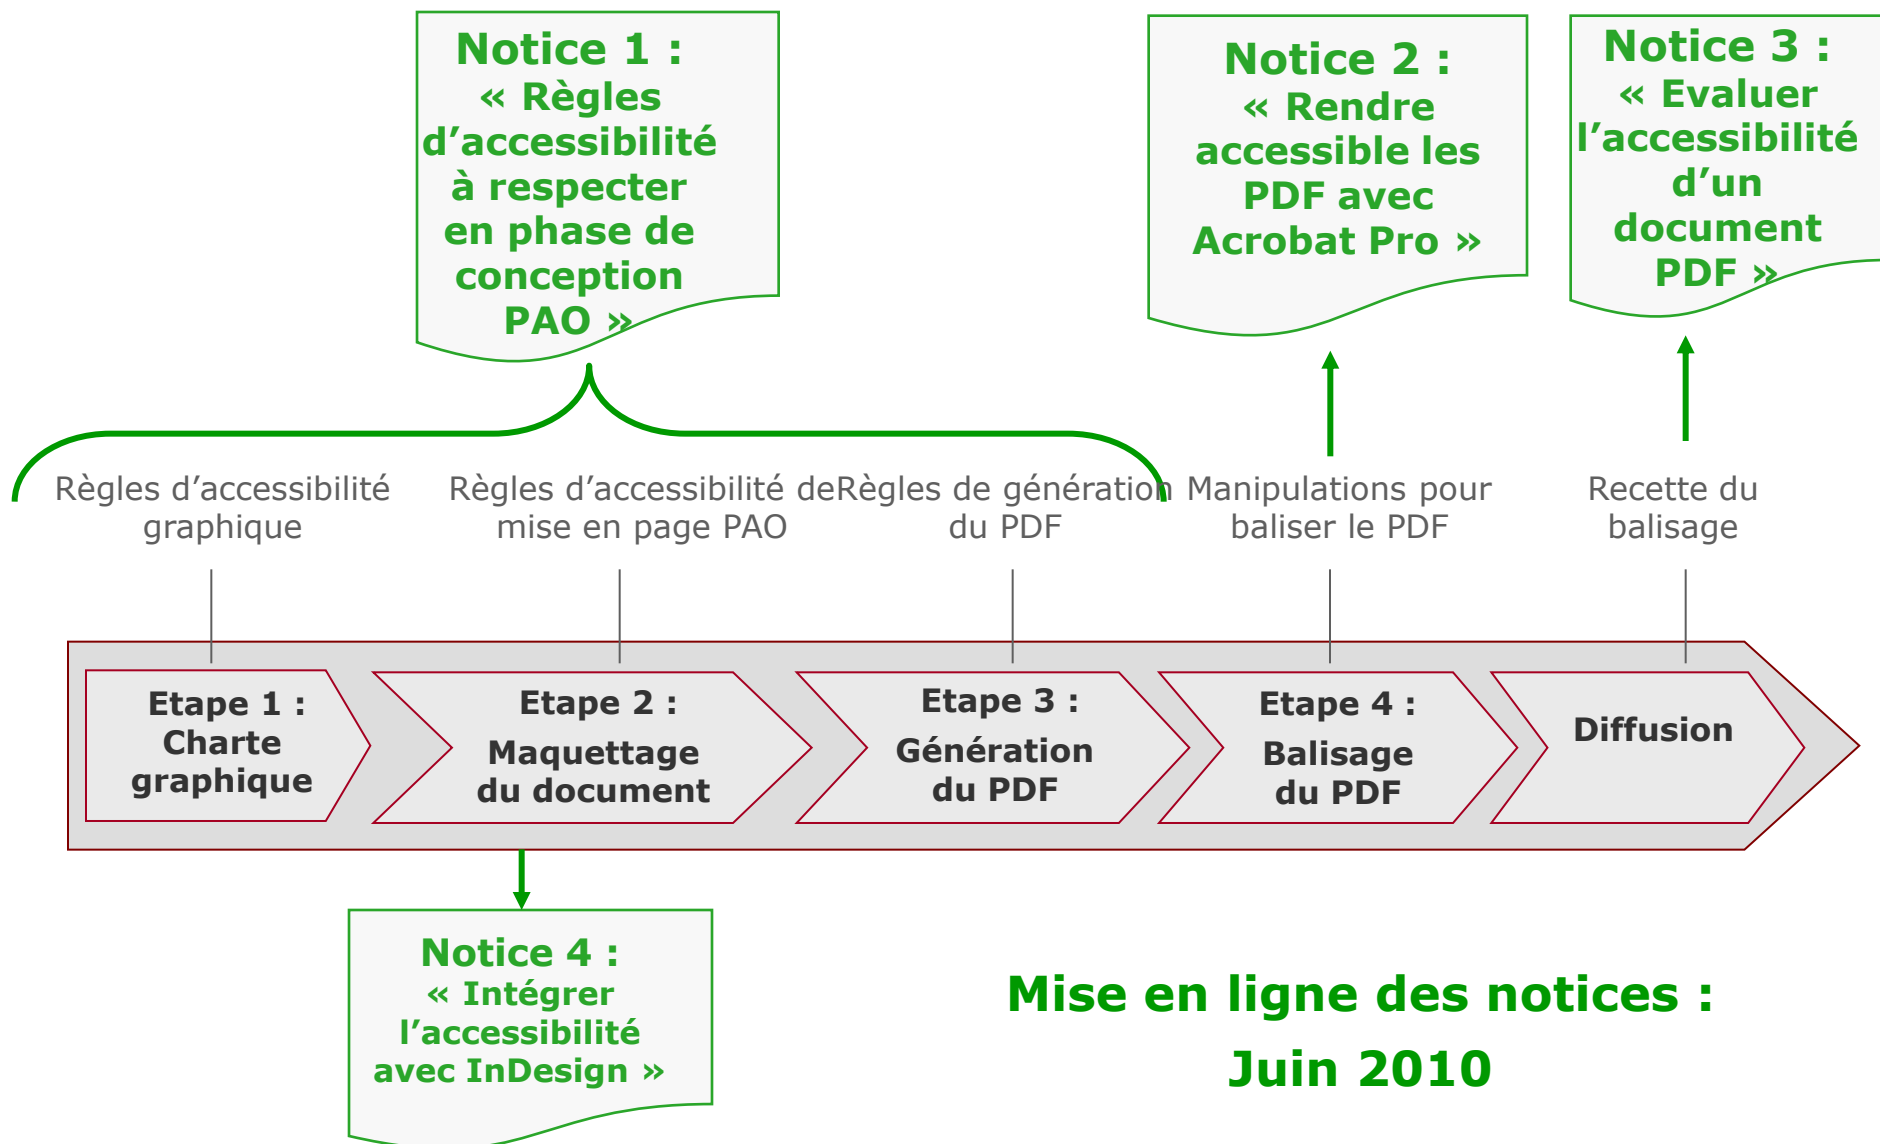 Notice 1 :
« Règles
d’accessibilité
à respecter
en phase de
conception
PAO »
Notice 2 :
« Rendre
accessible les
PDF avec
Acrobat Pro »
Notice 3 :
« Evaluer
l’accessibilité
d’un
document
PDF »
Règles d’accessibilité
graphique
Règles d’accessibilité de
mise en page PAO
Règles de génération
du PDF
Manipulations pour
baliser le PDF
Recette du
balisage
Etape 1 :
Charte
graphique
Etape 2 :
Maquettage
du document
Etape 3 :
Génération
du PDF
Etape 4 :
Balisage
du PDF
Diffusion
Notice 4 :
« Intégrer
l’accessibilité
avec InDesign »
Mise en ligne des notices :
Juin 2010